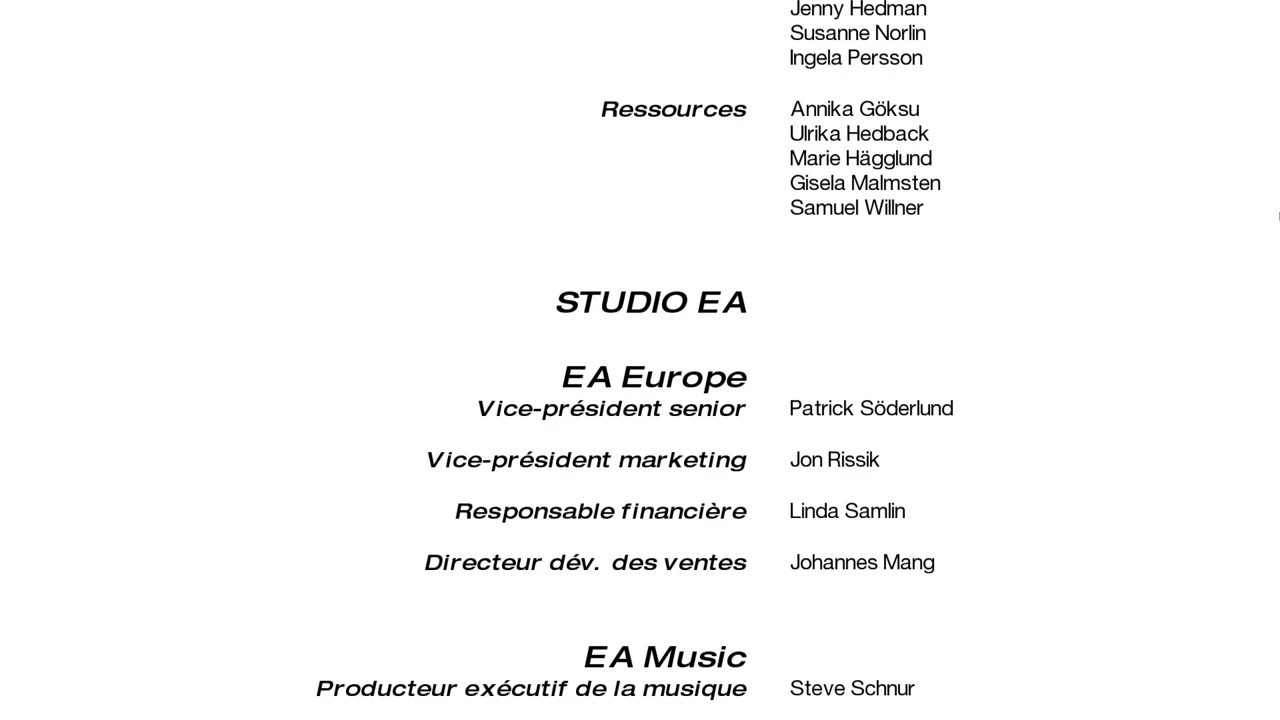 Jenny Hedman
Susanne Norlin
Ingela Persson
Ressources Annika Göksu
Ulrika Hedback
Marie Hägglund
Gisela Malmsten
Samuel Willner
STUDIO EA
EA Europe
Vice-président senior Patrick Söderlund
Vice-président marketing Jon Rissik
Responsable financière Linda Samlin
Directeur dév. des ventes Johannes Mang
EA Music
Producteur exécutif de la musique Steve Schnur